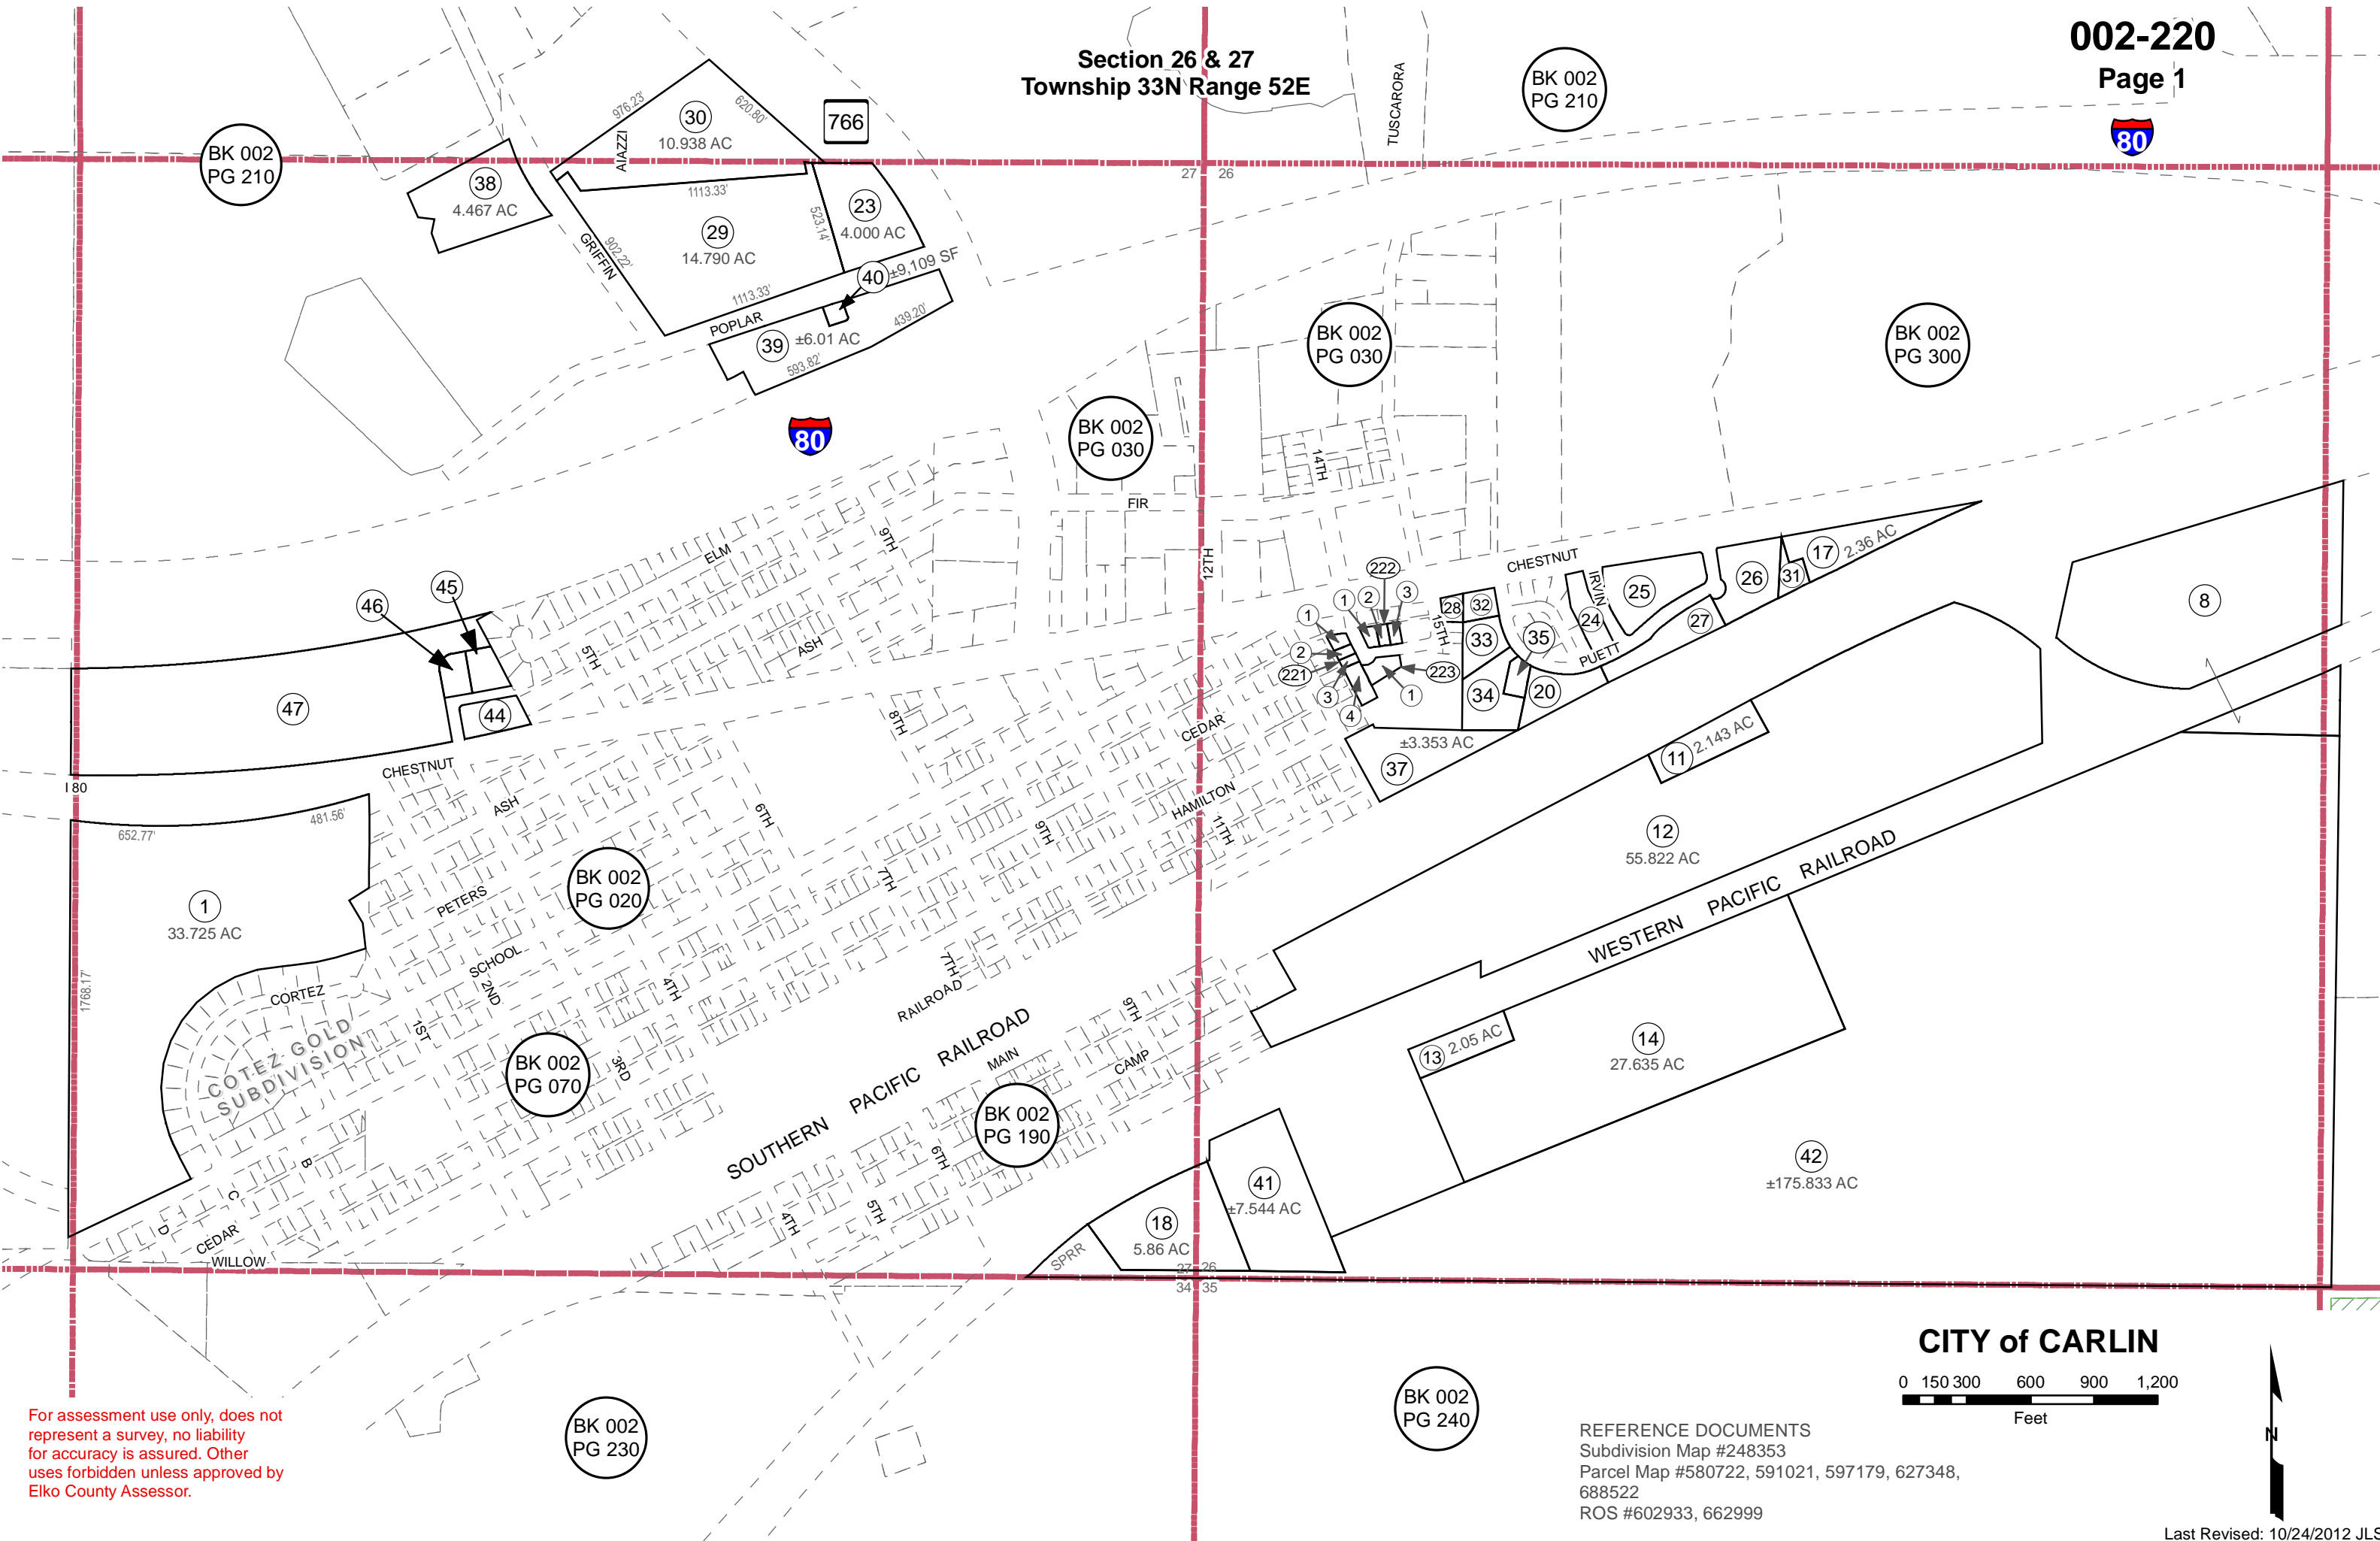 002-220
Page 1
Section 26 & 27
Township 33N Range 52E
BK 002
PG 210
BK 002
PG 210
80
766
TUSCARORA
976.23'
620.80'
30
10.938 AC
AIAZZI
38
4.467 AC
1113.33'
29
14.790 AC
523.14'
23
4.000 AC
27
26
GRIFFIN
902.22'
40
±9,109 SF
1113.33'
POPLAR
39
±6.01 AC
439.20'
593.82'
80
BK 002
PG 030
BK 002
PG 300
BK 002
PG 030
14TH
FIR
ELM
9TH
12TH
CHESTNUT
45
46
47
44
5TH
ASH
8TH
222
1
1
2
3
2
221
3
4
223
1
15TH
28
32
33
34
35
20
24
IRVIN
25
PUETT
27
26
31
17
2.36 AC
8
±3.353 AC
37
CEDAR
HAMILTON
11TH
9TH
CHESTNUT
ASH
6TH
7TH
I 80
652.77'
481.56'
1
33.725 AC
1768.17'
PETERS
SCHOOL
2ND
1ST
4TH
3RD
BK 002
PG 020
11
2.143 AC
12
55.822 AC
WESTERN PACIFIC RAILROAD
7TH
RAILROAD
SOUTHERN PACIFIC RAILROAD
CORTEZ
COTEZ GOLD
SUBDIVISION
BK 002
PG 070
MAIN
9TH
CAMP
BK 002
PG 190
6TH
5TH
4TH
13
2.05 AC
14
27.635 AC
42
±175.833 AC
41
±7.544 AC
18
5.86 AC
SPRR
B
C
D
CEDAR
WILLOW
27
26
34
35
CITY of CARLIN
0 150 300 600 900 1,200
Feet
N
BK 002
PG 230
BK 002
PG 240
For assessment use only, does not
represent a survey, no liability
for accuracy is assured. Other
uses forbidden unless approved by
Elko County Assessor.
REFERENCE DOCUMENTS
Subdivision Map #248353
Parcel Map #580722, 591021, 597179, 627348,
688522
ROS #602933, 662999
Last Revised: 10/24/2012 JLS